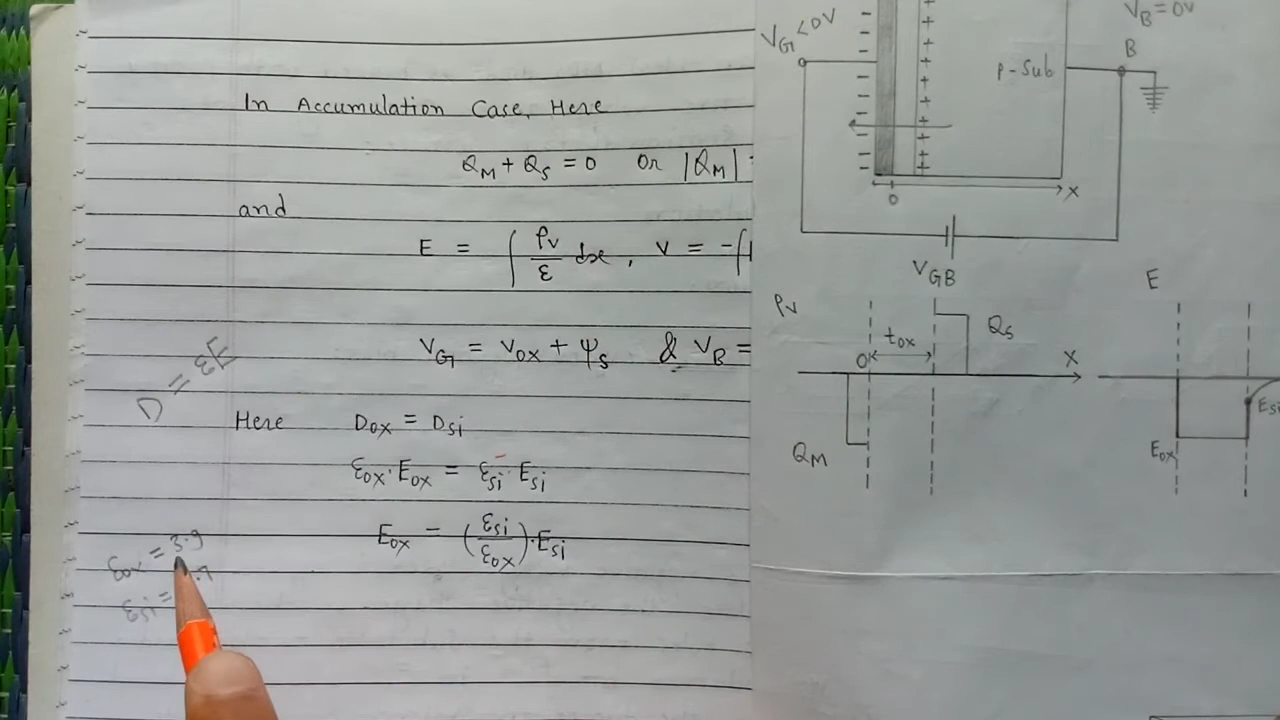 In Accumulation Case, Here
Q_M + Q_S = 0 Or |Q_M|
and
E = ∫ ρv/ε dx, V = -∫
V_G = V_OX + Ψ_S & V_B =
D = εE
Here D_OX = D_Si
ε_OX · E_OX = ε_Si · E_Si
E_OX = (ε_Si/ε_OX) · E_Si
ε_OX = 3.9
ε_Si =
V_G < 0V
V_B = 0V
B
P-Sub
0
X
V_GB
ρv
t_ox
Q_S
0
X
Q_M
E
E_Si
E_OX